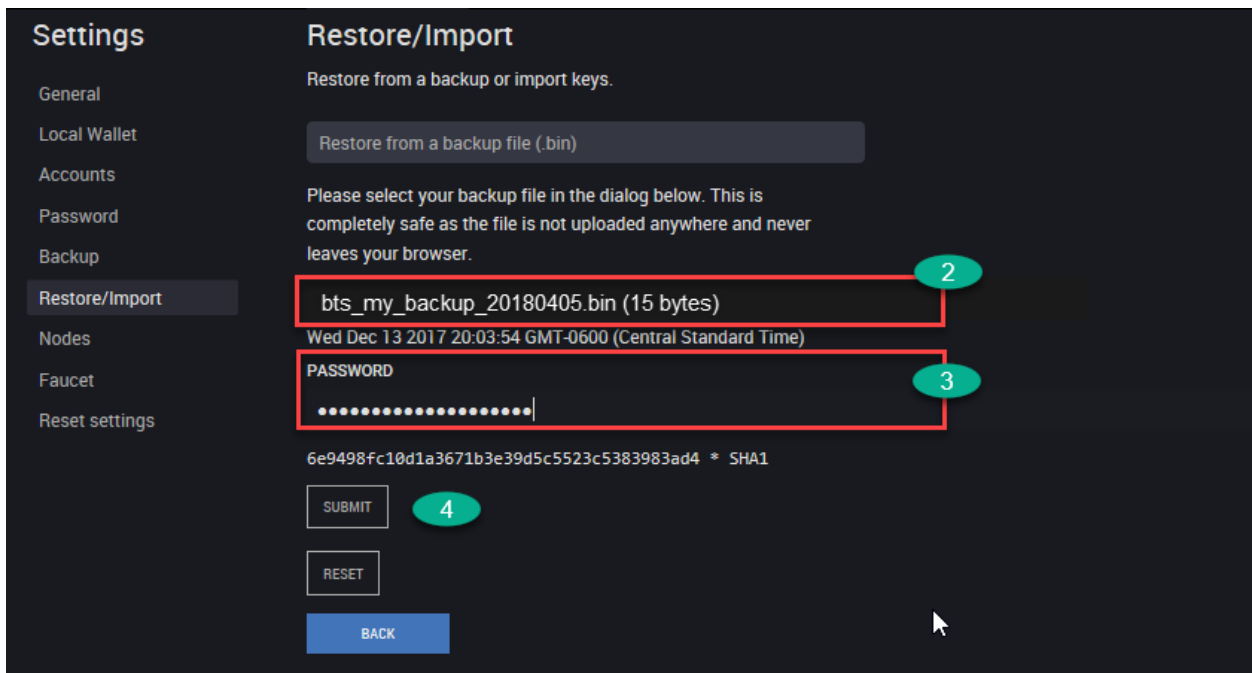 Settings
General
Local Wallet
Accounts
Password
Backup
Restore/Import
Nodes
Faucet
Reset settings
Restore/Import
Restore from a backup or import keys.
Restore from a backup file (.bin)
Please select your backup file in the dialog below. This is
completely safe as the file is not uploaded anywhere and never
leaves your browser.
2
bts_my_backup_20180405.bin (15 bytes)
Wed Dec 13 2017 20:03:54 GMT-0600 (Central Standard Time)
PASSWORD
3
6e9498fc10d1a3671b3e39d5c5523c5383983ad4 * SHA1
SUBMIT
4
RESET
BACK